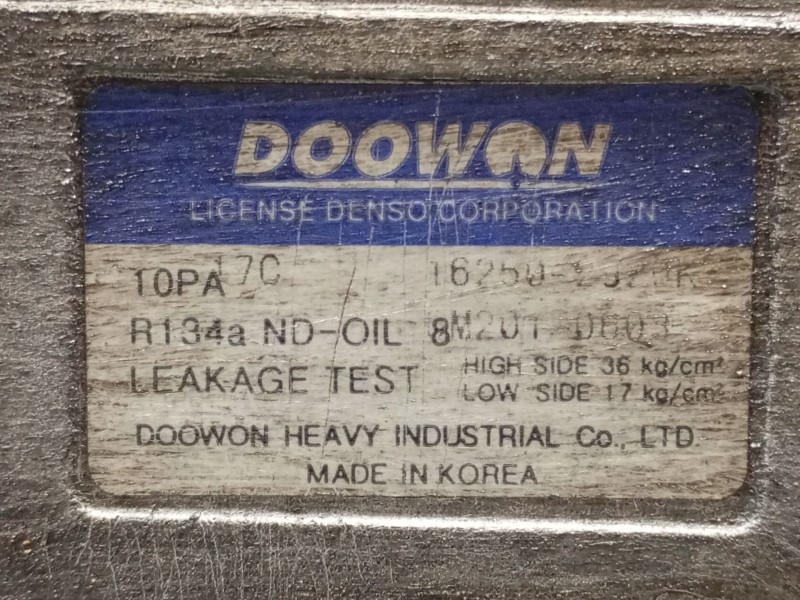 DOOWON
LICENSE DENSO CORPORATION
10PA17C
R134a ND-OIL 8
LEAKAGE TEST HIGH SIDE 36 kg/cm²
LOW SIDE 17 kg/cm²
DOOWON HEAVY INDUSTRIAL Co., LTD.
MADE IN KOREA